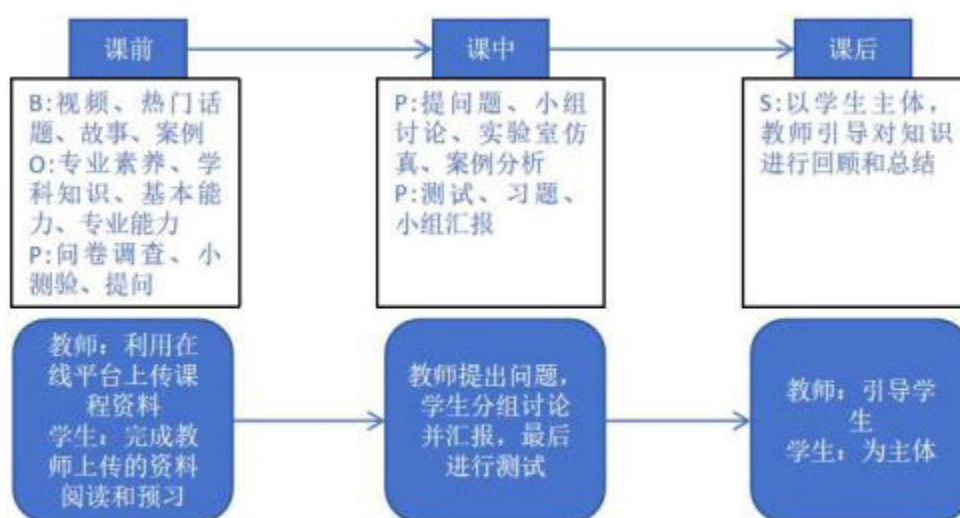 课前
课中
课后
B:视频、热门话
题、故事、案例
O:专业素养、学
科知识、基本能
力、专业能力
P:问卷调查、小
测验、提问
P:提问题、小组
讨论、实验室仿
真、案例分析
P:测试、习题、
小组汇报
S:以学生主体，
教师引导对知识
进行回顾和总结
教师：利用在
线平台上传课
程资料
学生：完成教
师上传的资料
阅读和预习
教师提出问题，
学生分组讨论
并汇报，最后
进行测试
教师：引导学
生
学生：为主体